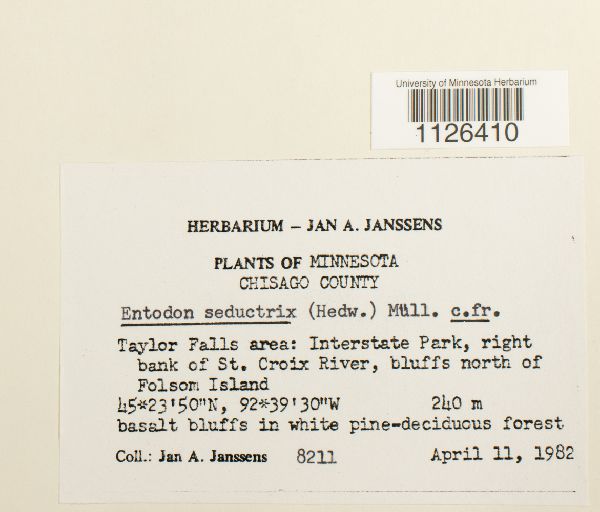 University of Minnesota Herbarium
1126410
HERBARIUM – JAN A. JANSSENS
PLANTS OF MINNESOTA
CHISAGO COUNTY
Entodon seductrix (Hedw.) Müll. c.fr.
Taylor Falls area: Interstate Park, right
bank of St. Croix River, bluffs north of
Folsom Island
45*23'50"N, 92*39'30"W 240 m
basalt bluffs in white pine-deciducus forest
Coll.: Jan A. Janssens 8211 April 11, 1982